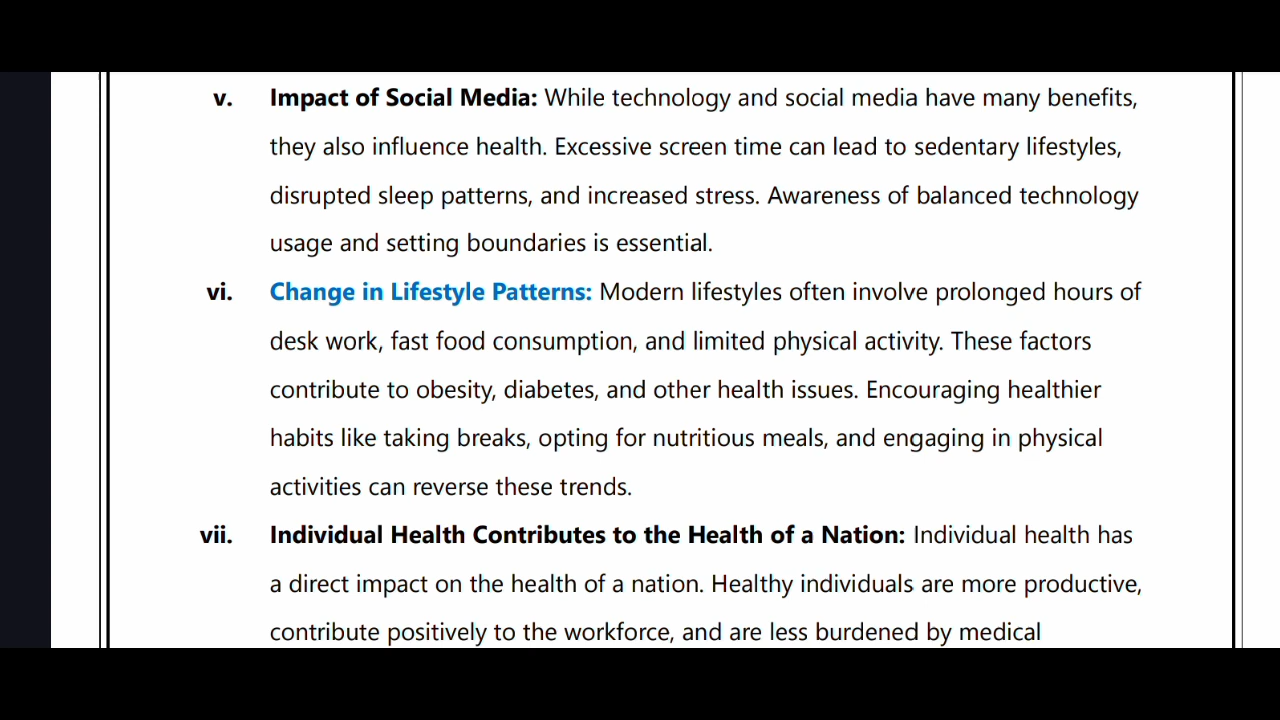 v. Impact of Social Media: While technology and social media have many benefits,
they also influence health. Excessive screen time can lead to sedentary lifestyles,
disrupted sleep patterns, and increased stress. Awareness of balanced technology
usage and setting boundaries is essential.
vi. Change in Lifestyle Patterns: Modern lifestyles often involve prolonged hours of
desk work, fast food consumption, and limited physical activity. These factors
contribute to obesity, diabetes, and other health issues. Encouraging healthier
habits like taking breaks, opting for nutritious meals, and engaging in physical
activities can reverse these trends.
vii. Individual Health Contributes to the Health of a Nation: Individual health has
a direct impact on the health of a nation. Healthy individuals are more productive,
contribute positively to the workforce, and are less burdened by medical